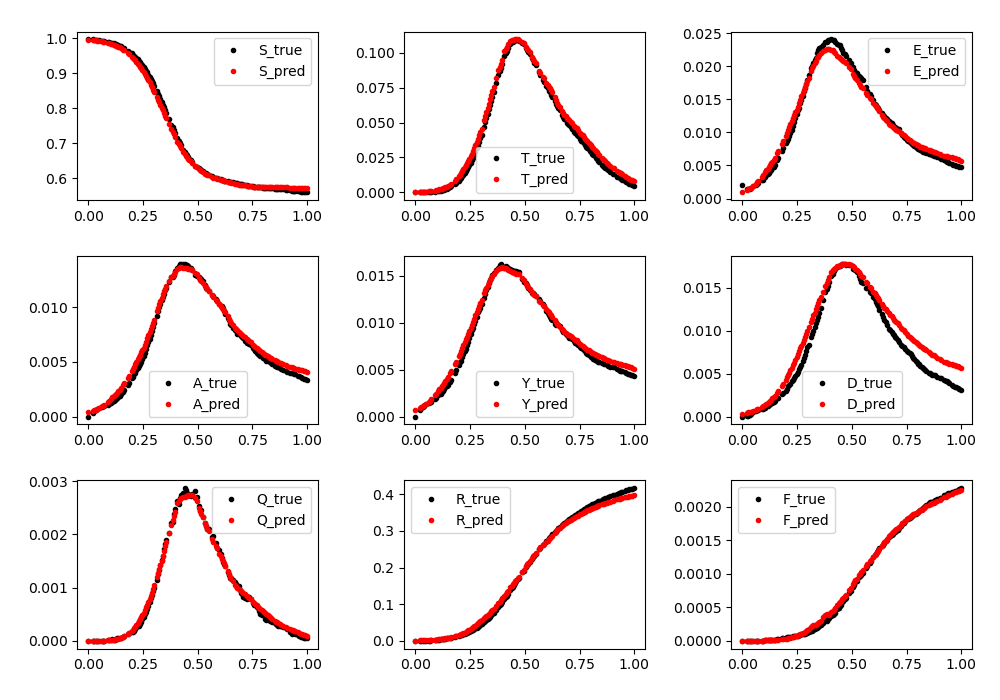 1.0
0.9
0.8
0.7
0.6
S_true
S_pred
0.00 0.25 0.50 0.75 1.00
0.100
0.075
0.050
0.025
0.000
T_true
T_pred
0.00 0.25 0.50 0.75 1.00
0.025
0.020
0.015
0.010
0.005
0.000
E_true
E_pred
0.00 0.25 0.50 0.75 1.00
0.010
0.005
0.000
A_true
A_pred
0.00 0.25 0.50 0.75 1.00
0.015
0.010
0.005
0.000
Y_true
Y_pred
0.00 0.25 0.50 0.75 1.00
0.015
0.010
0.005
0.000
D_true
D_pred
0.00 0.25 0.50 0.75 1.00
0.003
0.002
0.001
0.000
Q_true
Q_pred
0.00 0.25 0.50 0.75 1.00
0.4
0.3
0.2
0.1
0.0
R_true
R_pred
0.00 0.25 0.50 0.75 1.00
0.0020
0.0015
0.0010
0.0005
0.0000
F_true
F_pred
0.00 0.25 0.50 0.75 1.00